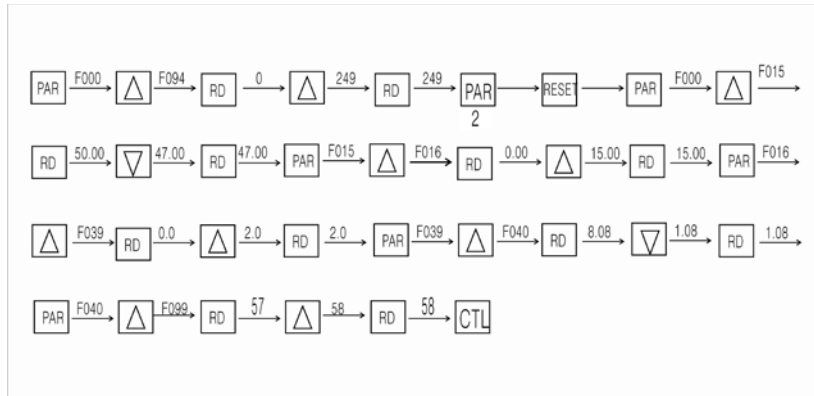 PAR F000 △ F094 RD 0 △ 249 RD 249 PAR RESET PAR F000 △ F015
2
RD 50.00 ▽ 47.00 RD 47.00 PAR F015 △ F016 RD 0.00 △ 15.00 RD 15.00 PAR F016
△ F039 RD 0.0 △ 2.0 RD 2.0 PAR F039 △ F040 RD 8.08 ▽ 1.08 RD 1.08
PAR F040 △ F099 RD 57 △ 58 RD 58 CTL